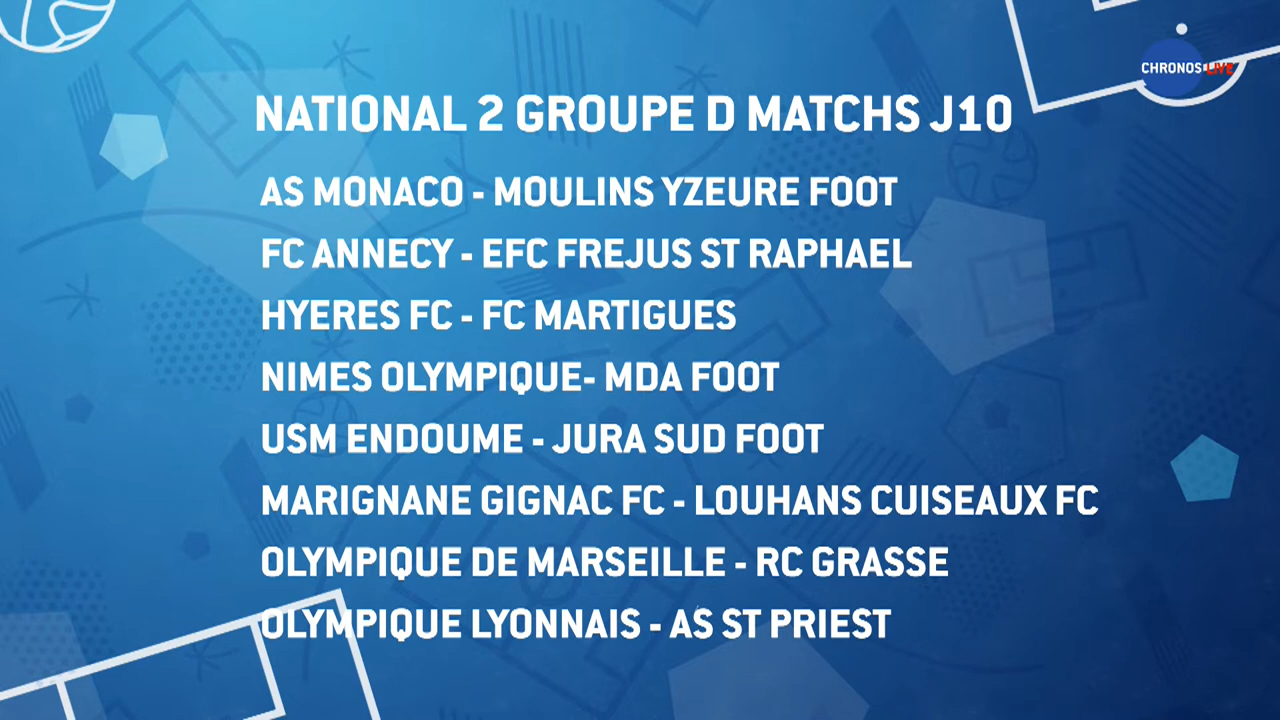 CHRONOS LIVE
NATIONAL 2 GROUPE D MATCHS J10
AS MONACO - MOULINS YZEURE FOOT
FC ANNECY - EFC FREJUS ST RAPHAEL
HYERES FC - FC MARTIGUES
NIMES OLYMPIQUE- MDA FOOT
USM ENDOUME - JURA SUD FOOT
MARIGNANE GIGNAC FC - LOUHANS CUISEAUX FC
OLYMPIQUE DE MARSEILLE - RC GRASSE
OLYMPIQUE LYONNAIS - AS ST PRIEST